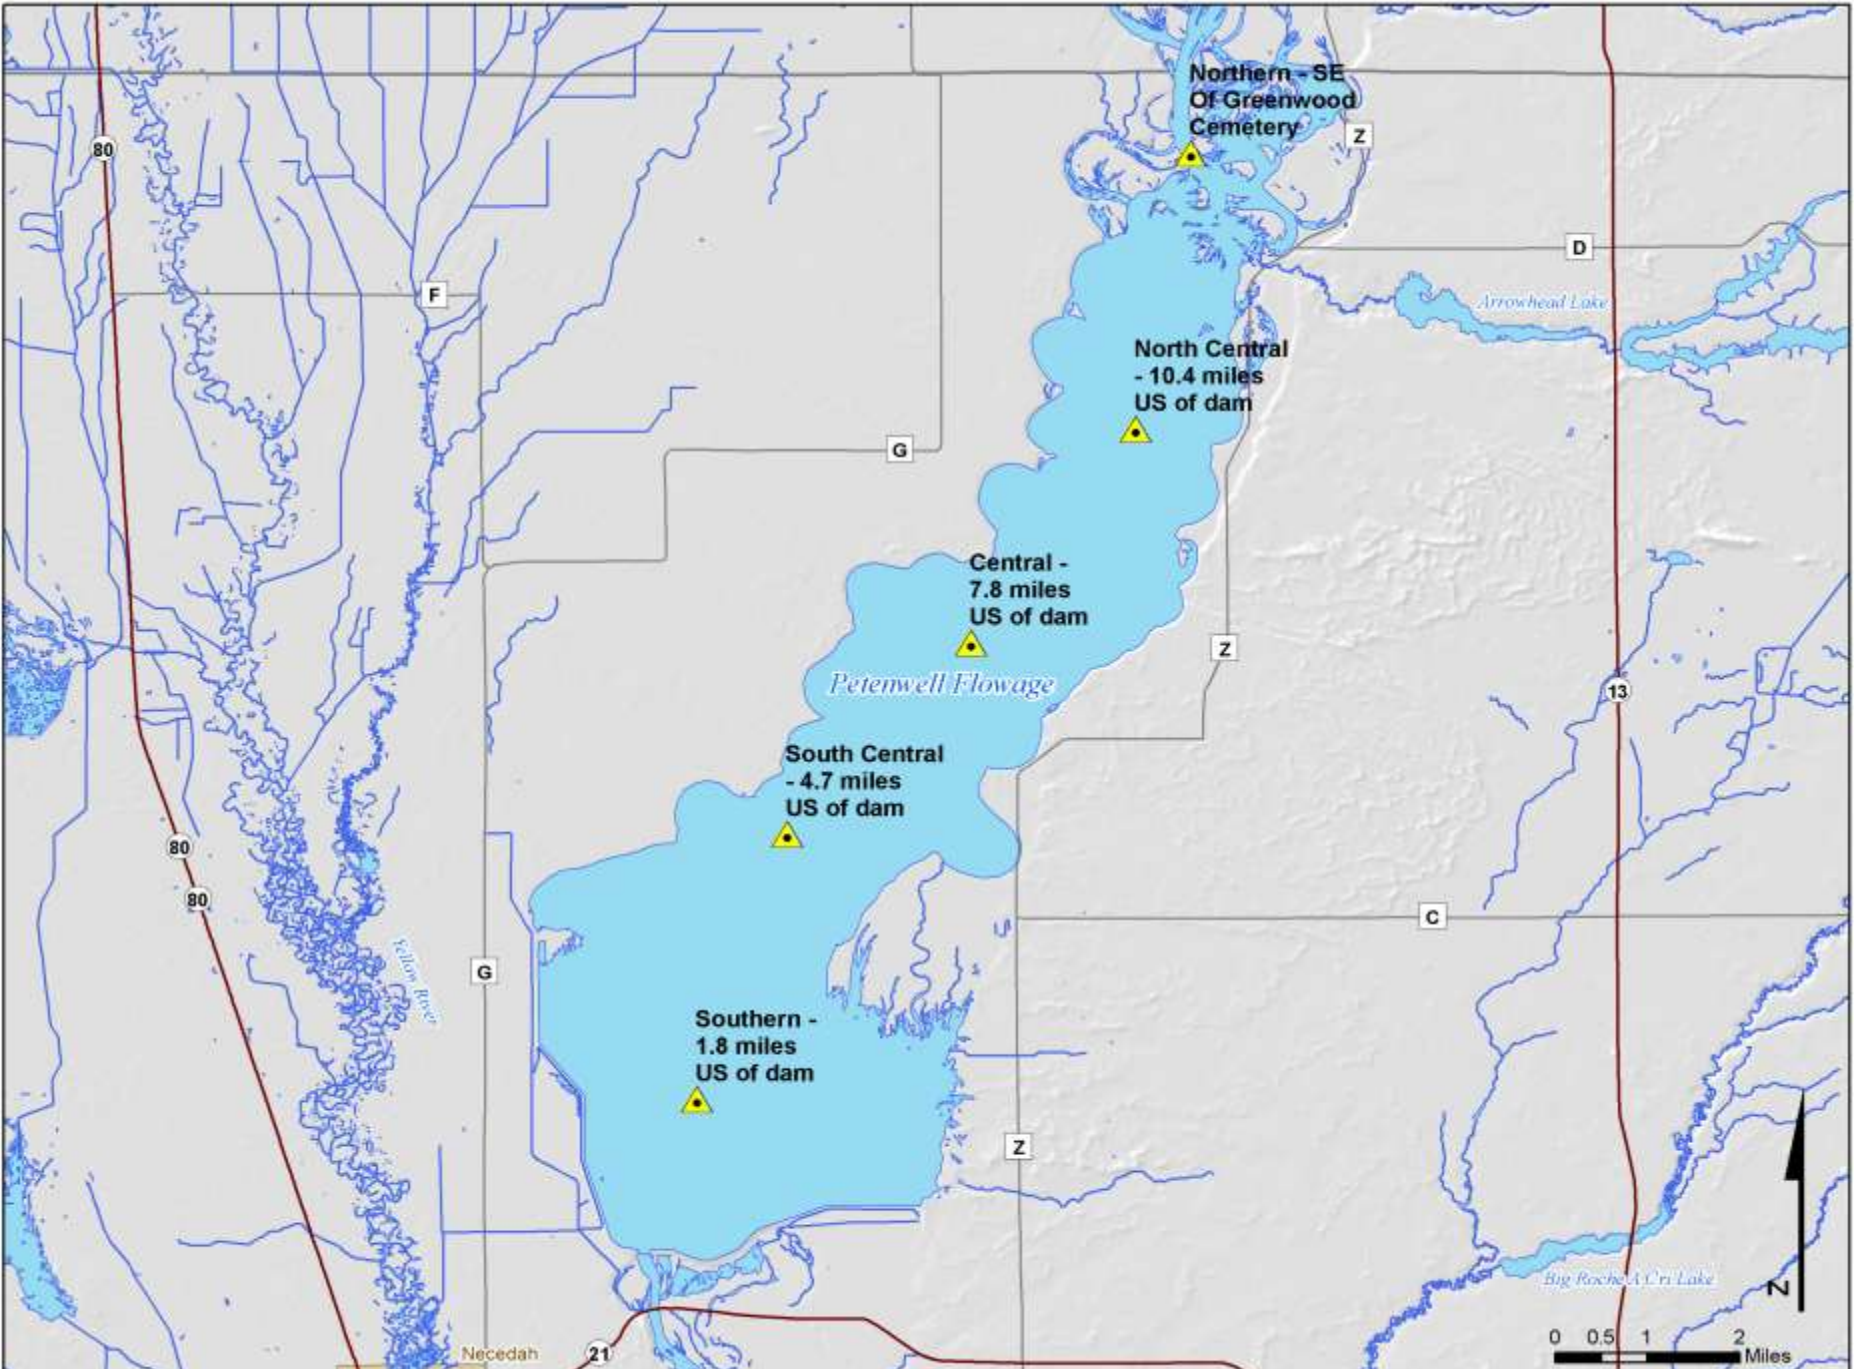 Northern - SE
Of Greenwood
Cemetery
80
Z
D
F
Arrowhead Lake
North Central
- 10.4 miles
US of dam
G
Central -
7.8 miles
US of dam
Z
Petenwell Flowage
13
South Central
- 4.7 miles
US of dam
80
80
C
Yellow River
G
Southern -
1.8 miles
US of dam
Z
Big Roche A Cri Lake
N
Necedah
21
0 0.5 1 2
Miles